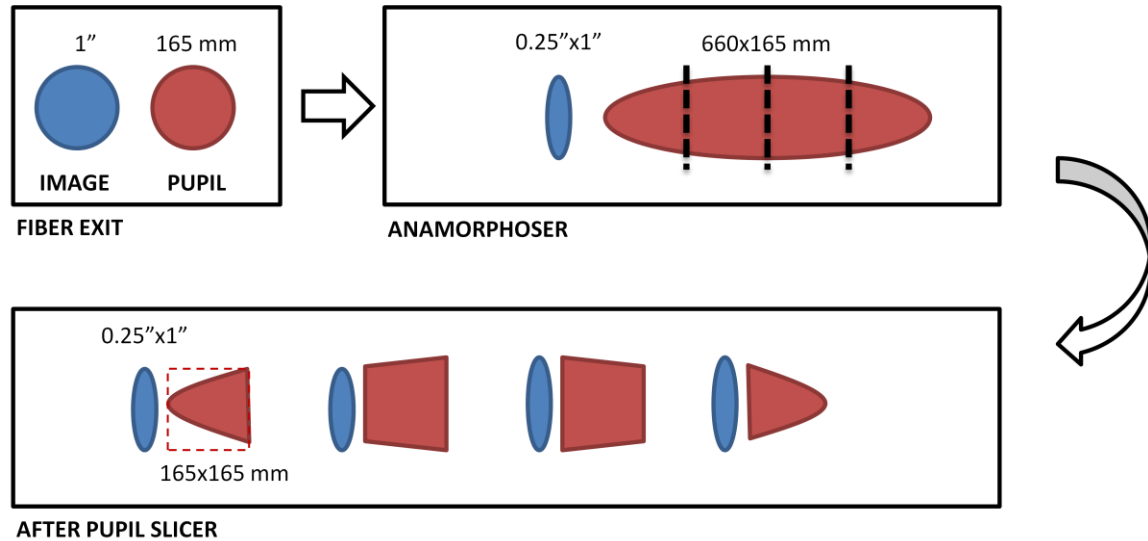 1” 165 mm
IMAGE PUPIL
FIBER EXIT
0.25”x1” 660x165 mm
ANAMORPHOSER
0.25”x1”
165x165 mm
AFTER PUPIL SLICER